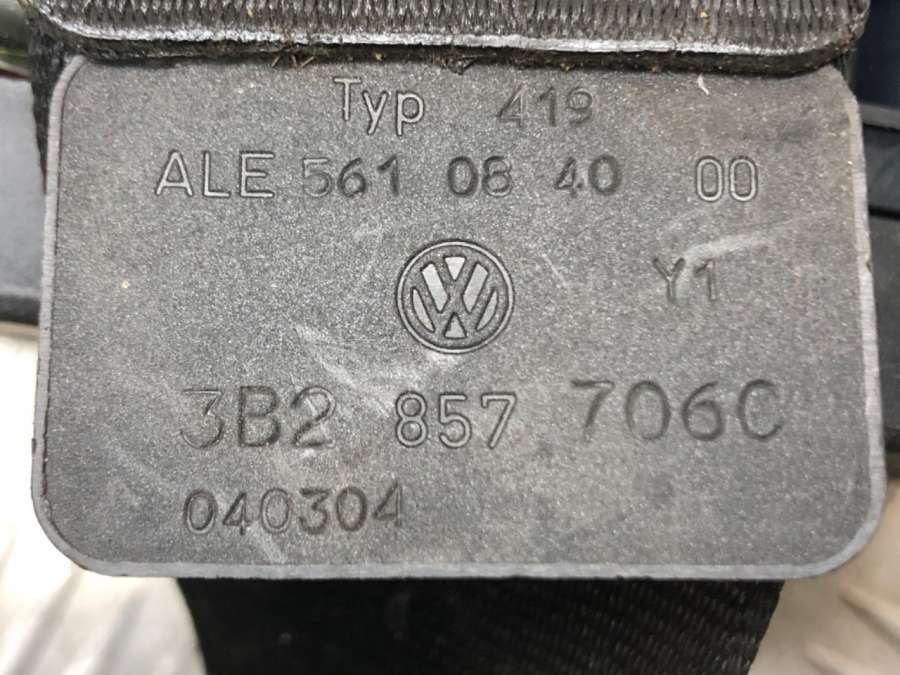 Typ 419
ALE 561 08 40 00
Y1
3B2 857 706C
040304